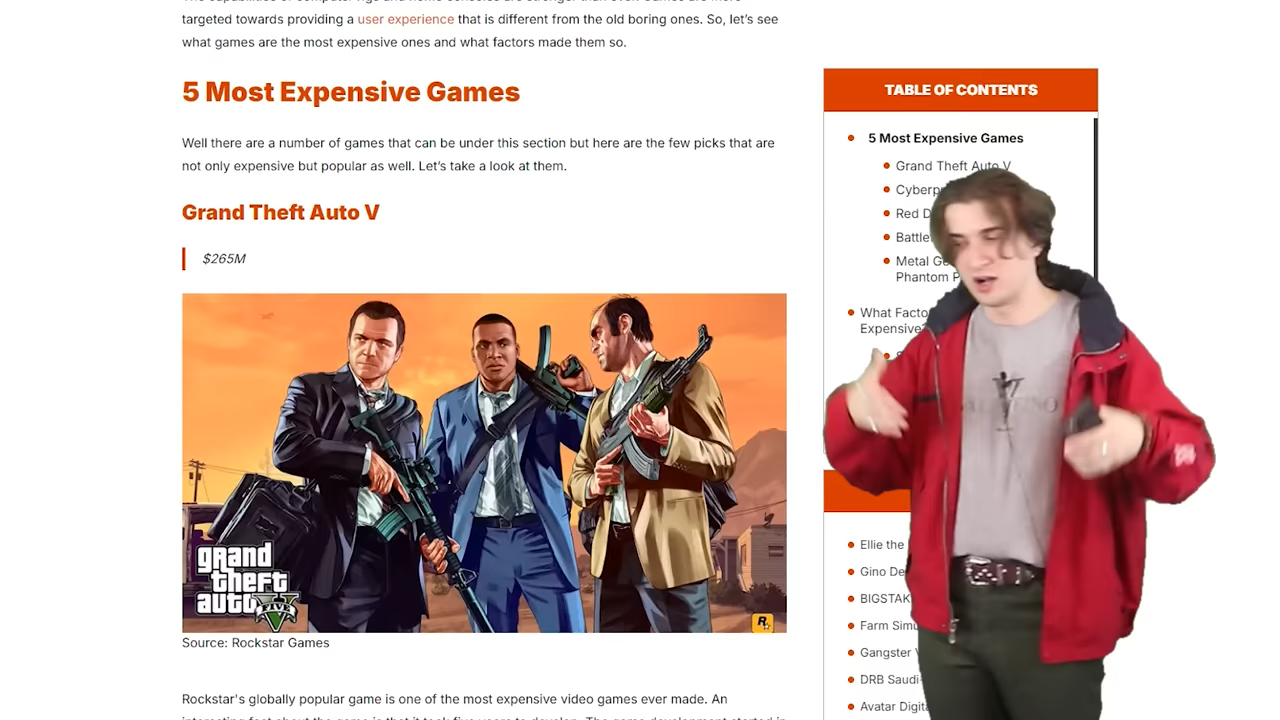 targeted towards providing a user experience that is different from the old boring ones. So, let's see
what games are the most expensive ones and what factors made them so.
5 Most Expensive Games
Well there are a number of games that can be under this section but here are the few picks that are
not only expensive but popular as well. Let's take a look at them.
Grand Theft Auto V
$265M
grand
theft
auto
FIVE
R
Source: Rockstar Games
Rockstar's globally popular game is one of the most expensive video games ever made. An
TABLE OF CONTENTS
5 Most Expensive Games
Grand Theft Auto V
Red D
Metal
Phantom P
What Facto
Expensive?
Ellie the
Gino De
BIGSTAK
Farm Simu
Gangster V
DRB Saudi
Avatar Digita